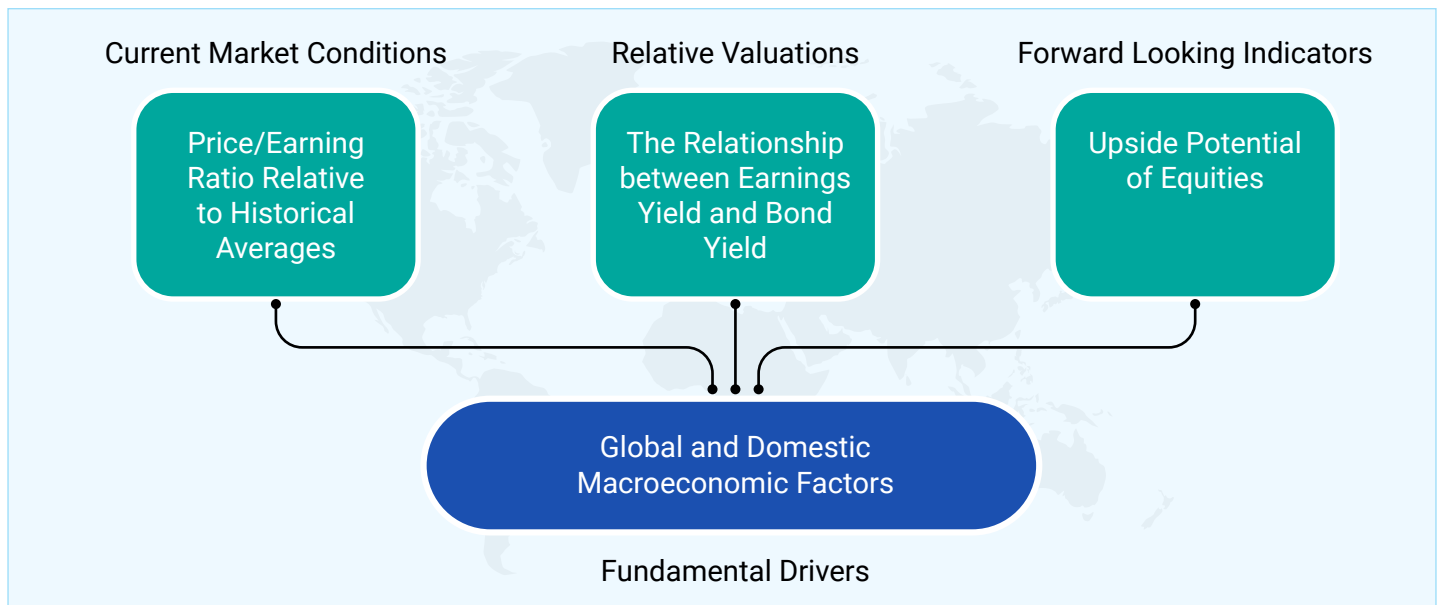 Current Market Conditions
Price/Earning
Ratio Relative
to Historical
Averages
Relative Valuations
The Relationship
between Earnings
Yield and Bond
Yield
Forward Looking Indicators
Upside Potential
of Equities
Global and Domestic
Macroeconomic Factors
Fundamental Drivers